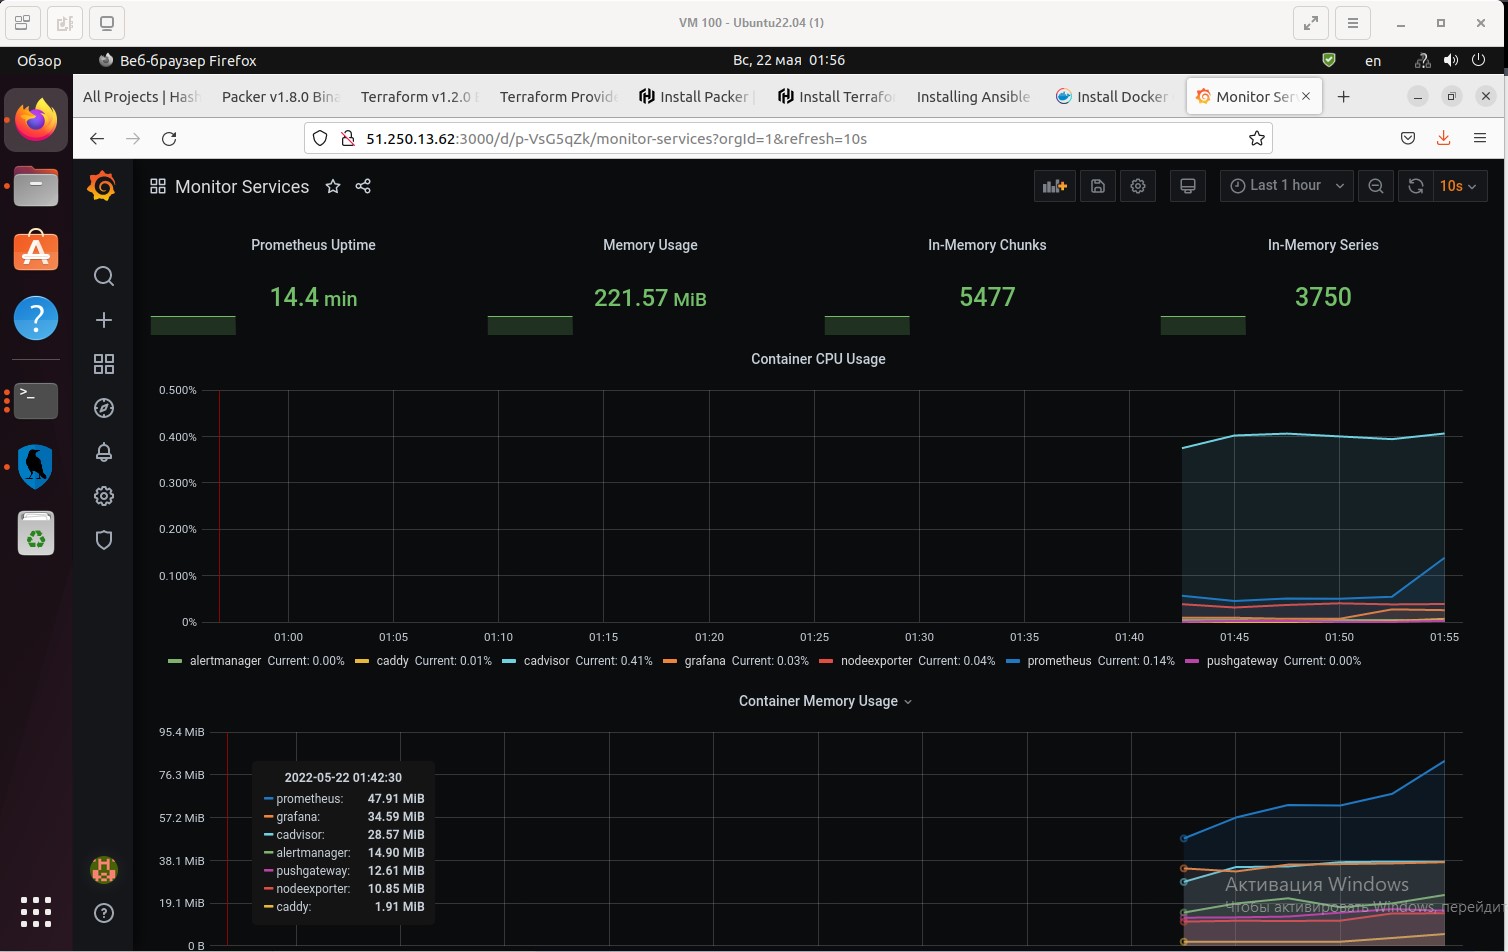 VM 100 - Ubuntu22.04 (1)
Обзор Веб-браузер Firefox Вс, 22 мая 01:56 en
All Projects | Hash Packer v1.8.0 Bina Terraform v1.2.0 Terraform Provide Install Packer | Install Terrafo Installing Ansible Install Docker Monitor Ser
51.250.13.62:3000/d/p-VsG5qZk/monitor-services?orgId=1&refresh=10s
Monitor Services Last 1 hour 10s
Prometheus Uptime Memory Usage In-Memory Chunks In-Memory Series
14.4 min 221.57 MiB 5477 3750
Container CPU Usage
0.500%
0.400%
0.300%
0.200%
0.100%
0%
01:00 01:05 01:10 01:15 01:20 01:25 01:30 01:35 01:40 01:45 01:50 01:55
alertmanager Current: 0.00% caddy Current: 0.01% cadvisor Current: 0.41% grafana Current: 0.03% nodeexporter Current: 0.04% prometheus Current: 0.14% pushgateway Current: 0.00%
Container Memory Usage
95.4 MiB
76.3 MiB
57.2 MiB
38.1 MiB
19.1 MiB
0 B
2022-05-22 01:42:30
prometheus: 47.91 MiB
grafana: 34.59 MiB
cadvisor: 28.57 MiB
alertmanager: 14.90 MiB
pushgateway: 12.61 MiB
nodeexporter: 10.85 MiB
caddy: 1.91 MiB
Активация Windows
Чтобы активировать Windows, перейдит